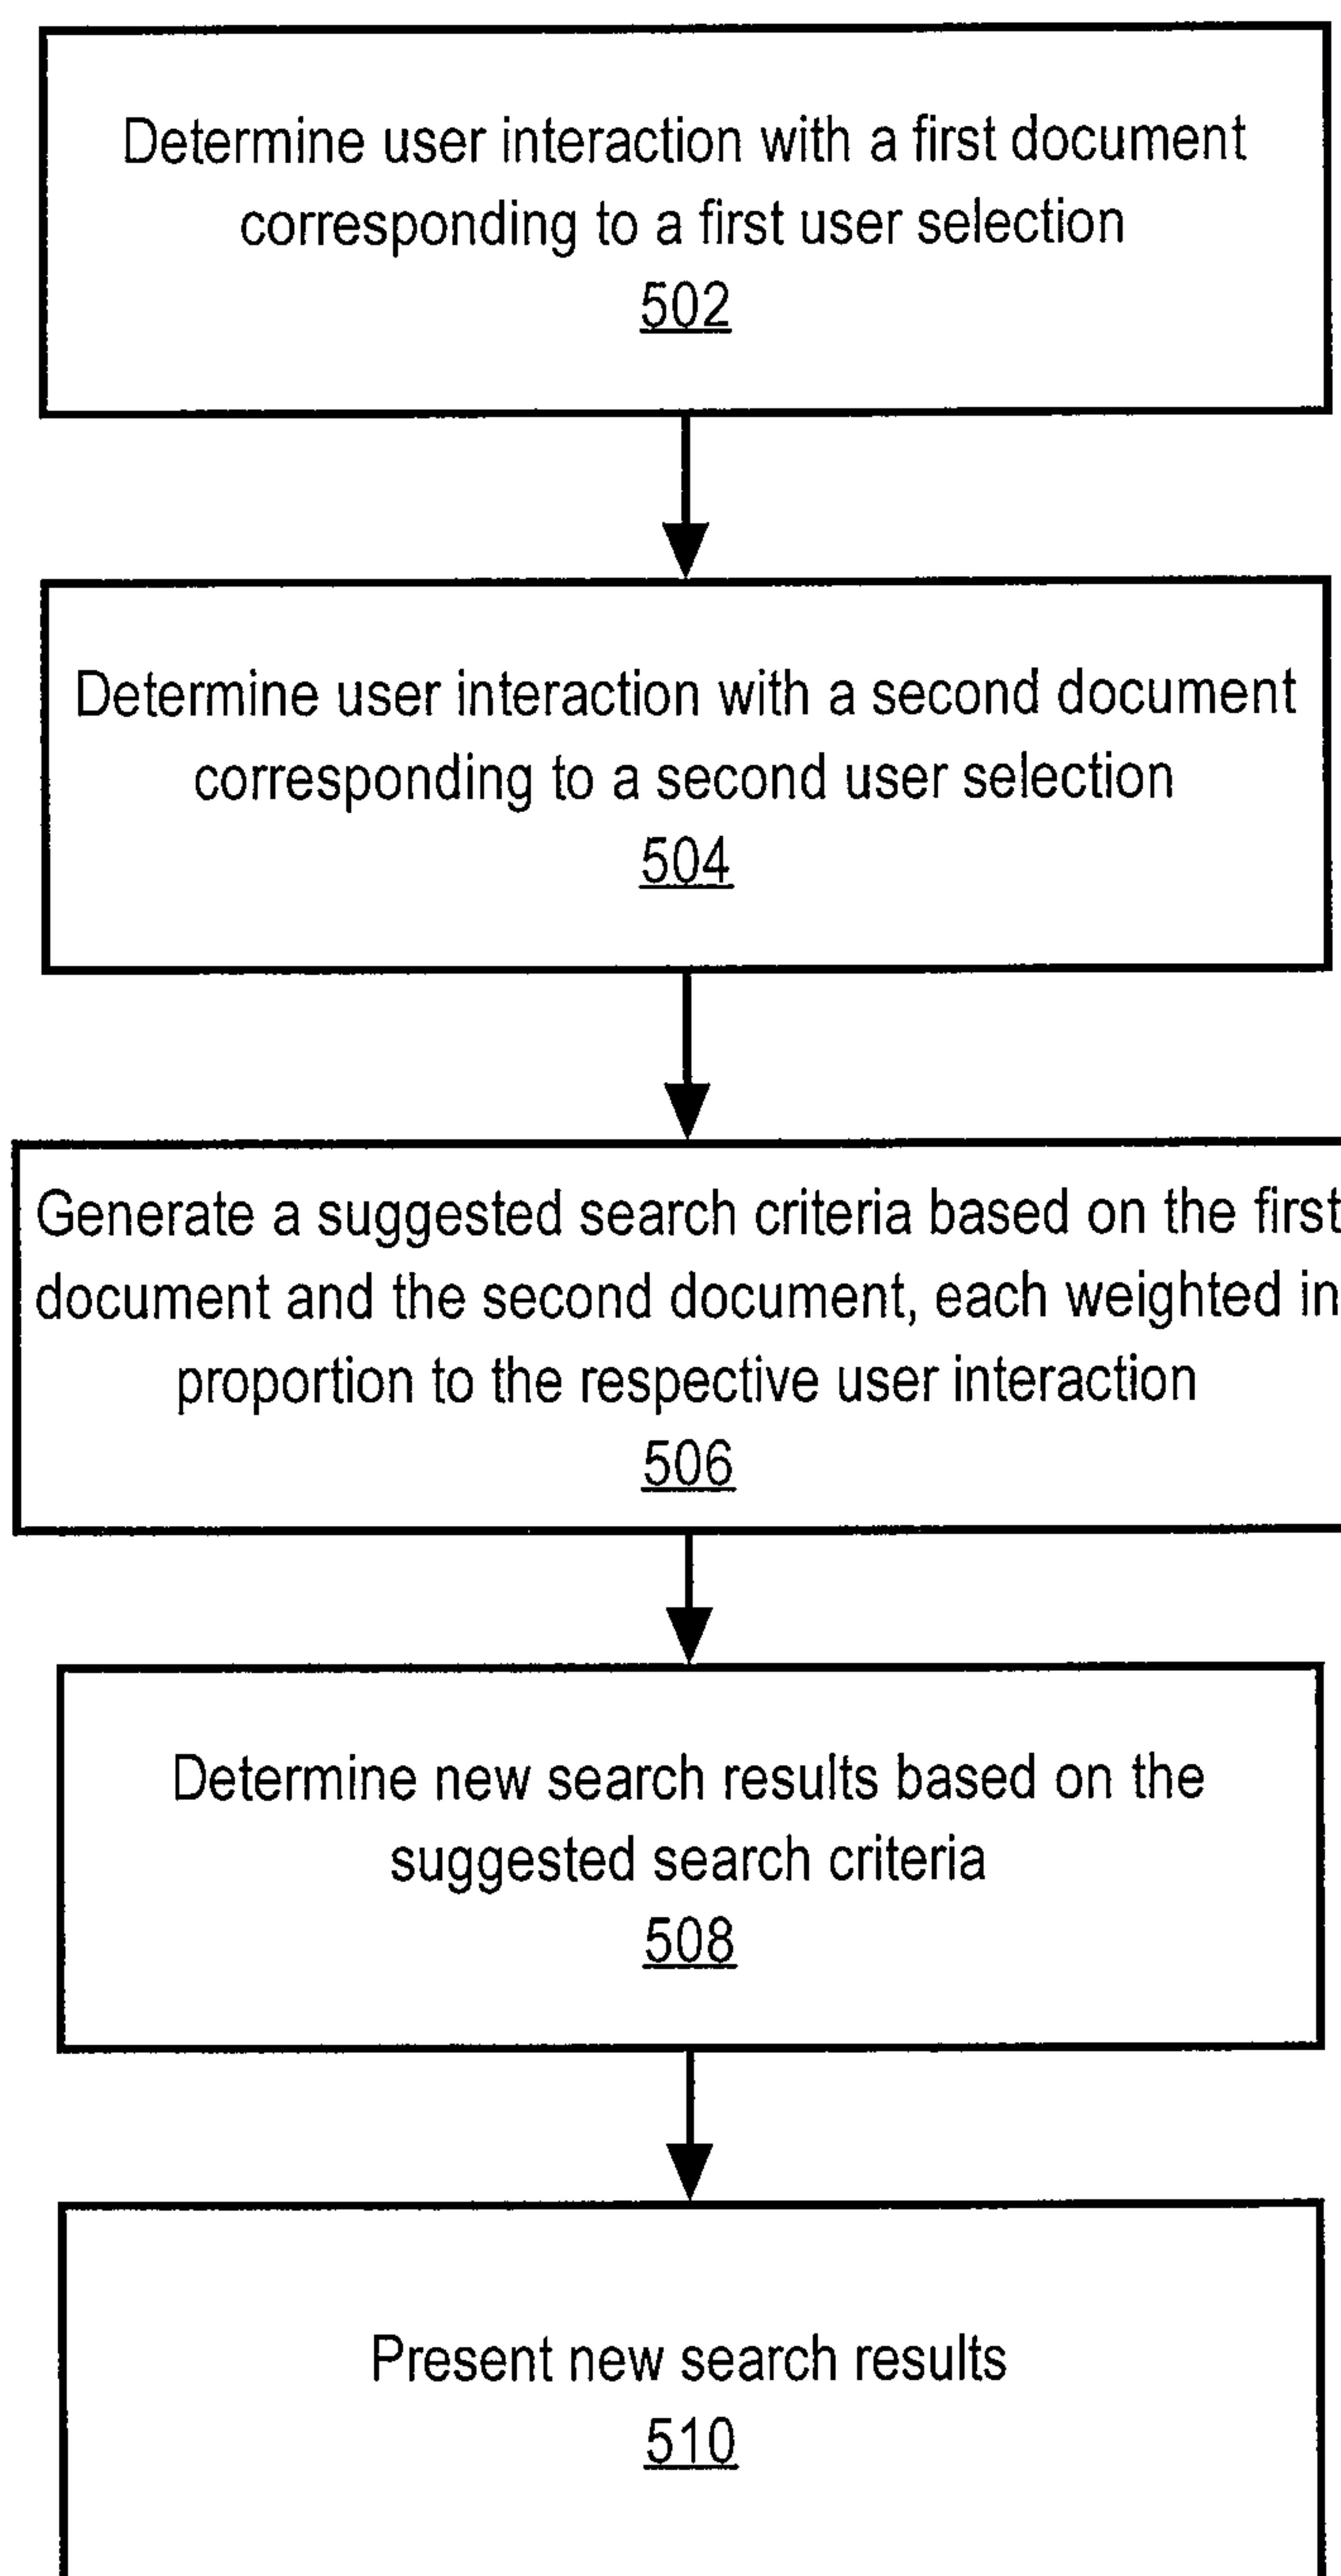 Determine user interaction with a first document
corresponding to a first user selection
502
Determine user interaction with a second document
corresponding to a second user selection
504
Generate a suggested search criteria based on the first
document and the second document, each weighted in
proportion to the respective user interaction
506
Determine new search results based on the
suggested search criteria
508
Present new search results
510